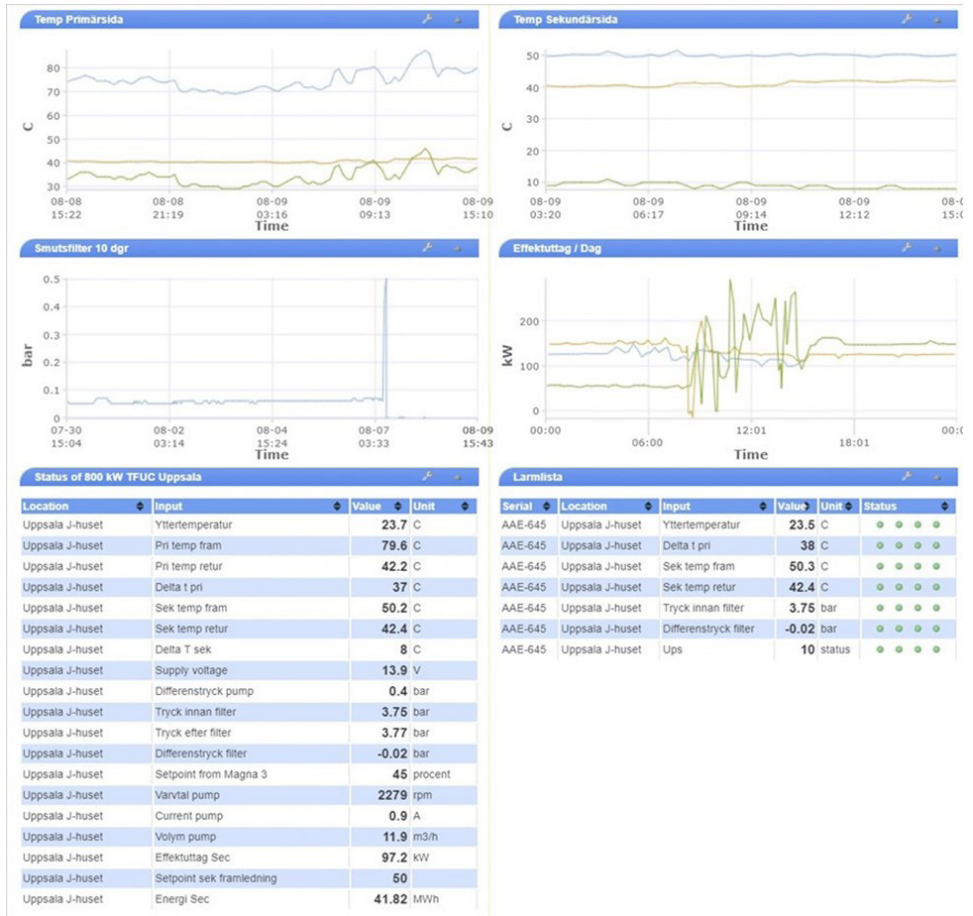 Temp Primärsida
C
80
70
60
50
40
30
08-08 08-08 08-09 08-09 08-09
15:22 21:19 03:16 09:13 15:10
Time
Temp Sekundärsida
C
50
40
30
20
10
08-09 08-09 08-09 08-09
03:20 06:17 09:14 12:12
Time
Smutsfilter 10 dgr
bar
0.5
0.4
0.3
0.2
0.1
0
07-30 08-02 08-04 08-07 08-09
15:04 03:14 15:24 03:33 15:43
Time
Effektuttag / Dag
kW
200
100
0
00:00 06:00 12:01 18:01
Time
Status of 800 kW TFUC Uppsala
Location Input Value Unit
Uppsala J-huset Yttertemperatur 23.7 C
Uppsala J-huset Pri temp fram 79.6 C
Uppsala J-huset Pri temp retur 42.2 C
Uppsala J-huset Delta t pri 37 C
Uppsala J-huset Sek temp fram 50.2 C
Uppsala J-huset Sek temp retur 42.4 C
Uppsala J-huset Delta T sek 8 C
Uppsala J-huset Supply voltage 13.9 V
Uppsala J-huset Differenstryck pump 0.4 bar
Uppsala J-huset Tryck innan filter 3.75 bar
Uppsala J-huset Tryck efter filter 3.77 bar
Uppsala J-huset Differenstryck filter -0.02 bar
Uppsala J-huset Setpoint from Magna 3 45 procent
Uppsala J-huset Varvtal pump 2279 rpm
Uppsala J-huset Current pump 0.9 A
Uppsala J-huset Volym pump 11.9 m3/h
Uppsala J-huset Effektuttag Sec 97.2 kW
Uppsala J-huset Setpoint sek framledning 50
Uppsala J-huset Energi Sec 41.82 MWh
Larmlista
Serial Location Input Value Unit Status
AAE-645 Uppsala J-huset Yttertemperatur 23.5 C
AAE-645 Uppsala J-huset Delta t pri 38 C
AAE-645 Uppsala J-huset Sek temp fram 50.3 C
AAE-645 Uppsala J-huset Sek temp retur 42.4 C
AAE-645 Uppsala J-huset Tryck innan filter 3.75 bar
AAE-645 Uppsala J-huset Differenstryck filter -0.02 bar
AAE-645 Uppsala J-huset Ups 10 status